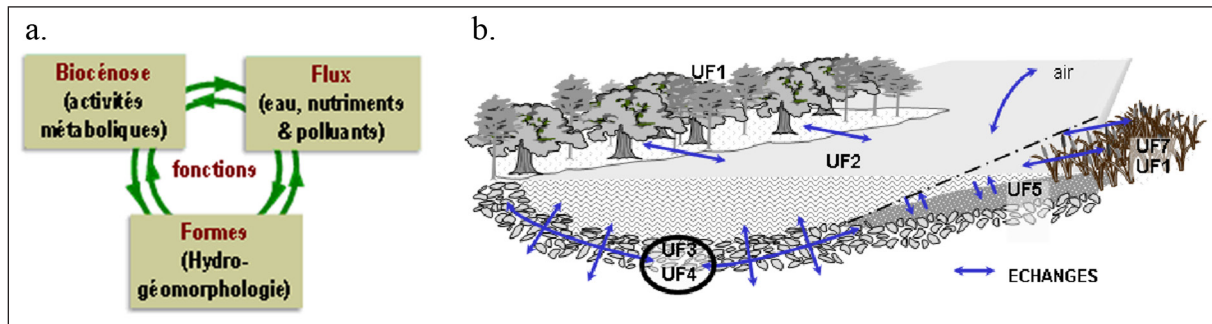 a.
Biocénose
(activités
métaboliques)
Flux
(eau, nutriments
& polluants)
fonctions
Formes
(Hydro-
géomorphologie)
b.
UF1
air
UF2
UF7
UF1
UF5
UF3
UF4
ECHANGES